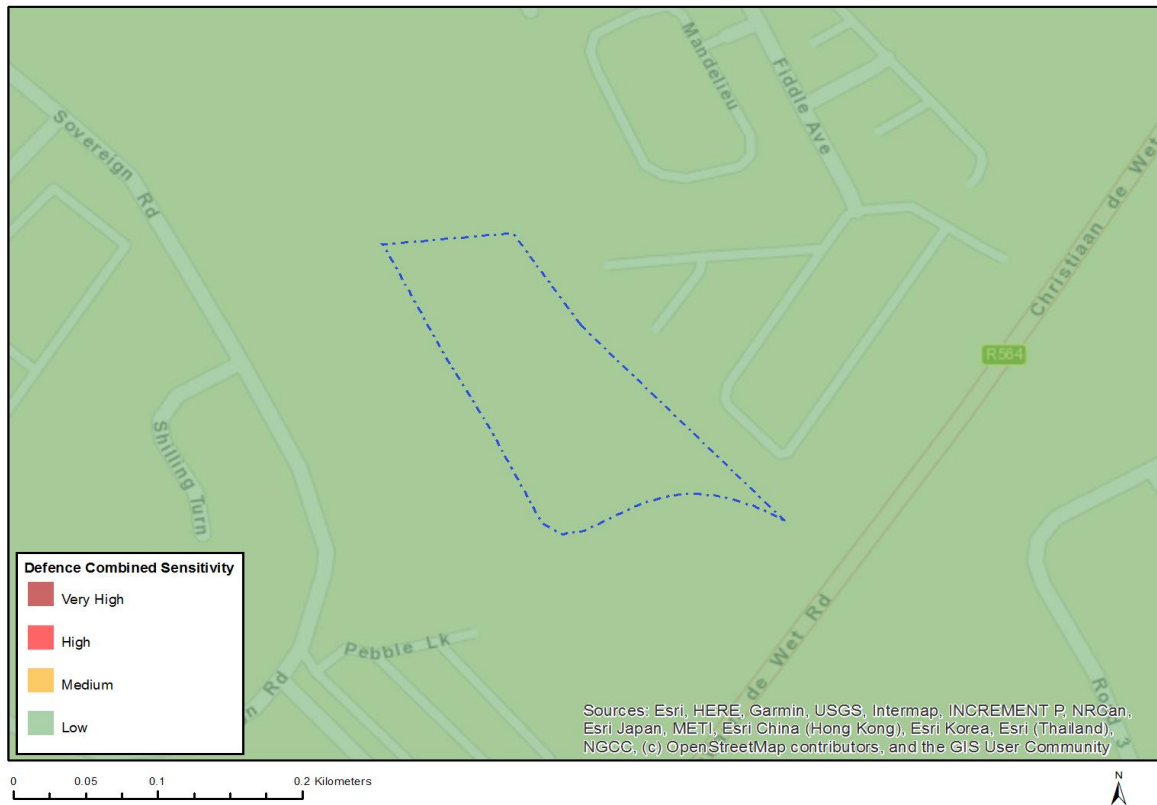 Mandelieu
Fiddle Ave
Sovereign Rd
Christiaan de Wet
R564
Shilling Turn
Defence Combined Sensitivity
Very High
High
Medium
Low
Pebble Lk
Rd
de Wet Rd
Road 3
Sources: Esri, HERE, Garmin, USGS, Intermap, INCREMENT P, NRCan,
Esri Japan, METI, Esri China (Hong Kong), Esri Korea, Esri (Thailand),
NGCC, (c) OpenStreetMap contributors, and the GIS User Community
0 0.05 0.1 0.2 Kilometers
N